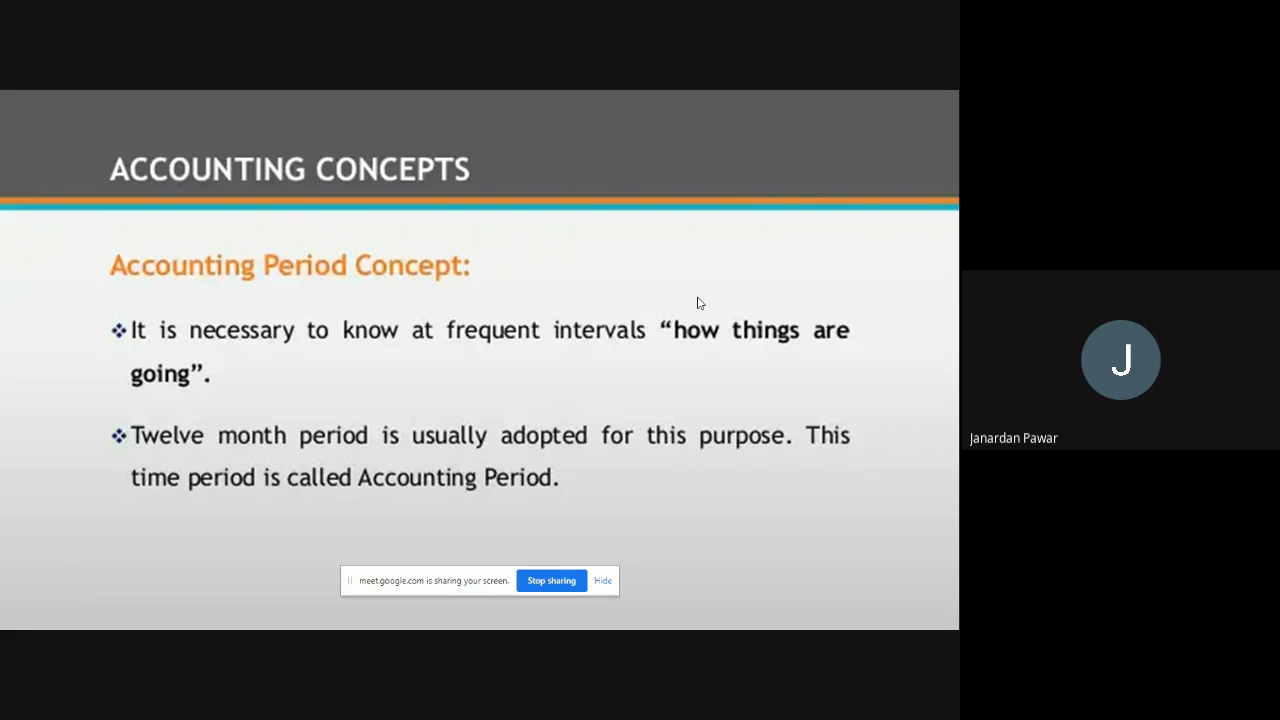 ACCOUNTING CONCEPTS
Accounting Period Concept:
❖It is necessary to know at frequent intervals “how things are
going”.
❖Twelve month period is usually adopted for this purpose. This
time period is called Accounting Period.
meet.google.com is sharing your screen.
Stop sharing
Hide
J
Janardan Pawar